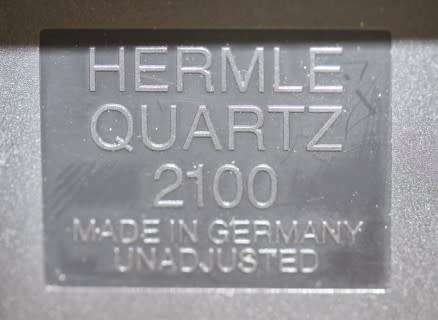 HERMLE
QUARTZ
2100
MADE IN GERMANY
UNADJUSTED